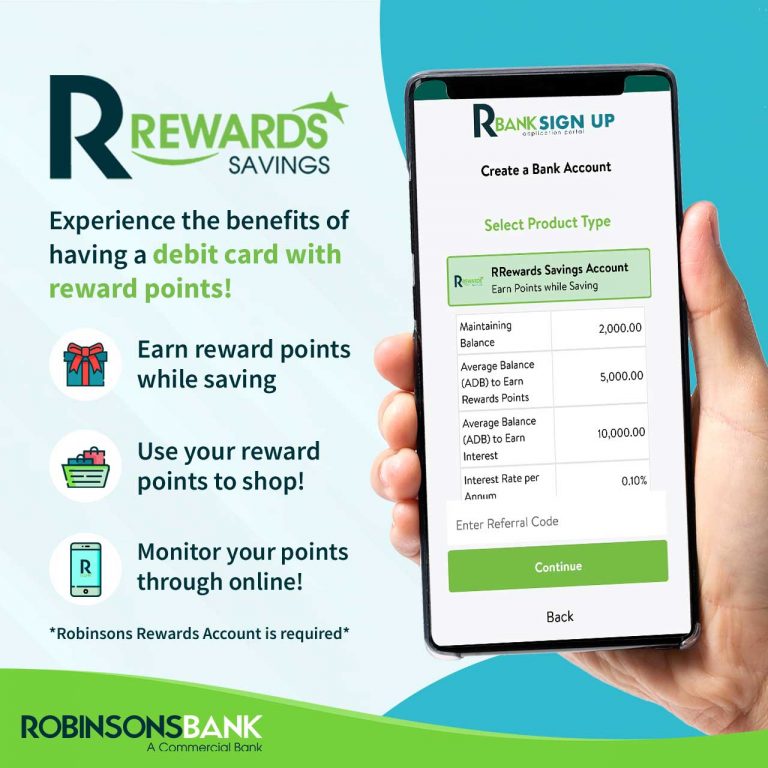 R REWARDS
SAVINGS
Experience the benefits of
having a debit card with
reward points!
Earn reward points
while saving
Use your reward
points to shop!
R
Monitor your points
through online!
*Robinsons Rewards Account is required*
ROBINSONSBANK
A Commercial Bank
RBANK SIGN UP
application portal
Create a Bank Account
Select Product Type
RREWARDS
RRewards Savings Account
Earn Points while Saving
Maintaining
Balance 2,000.00
Average Balance
(ADB) to Earn
Rewards Points 5,000.00
Average Balance
(ADB) to Earn
Interest 10,000.00
Interest Rate per
Annum 0.10%
Enter Referral Code
Continue
Back